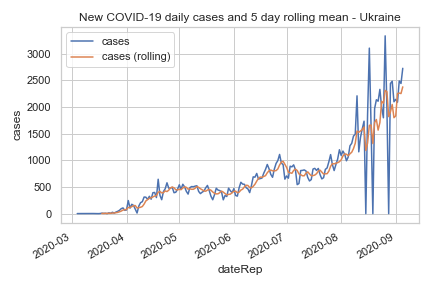 New COVID-19 daily cases and 5 day rolling mean - Ukraine
cases
cases (rolling)
3000
2500
2000
1500
1000
500
0
cases
2020-03
2020-04
2020-05
2020-06
2020-07
2020-08
2020-09
dateRep